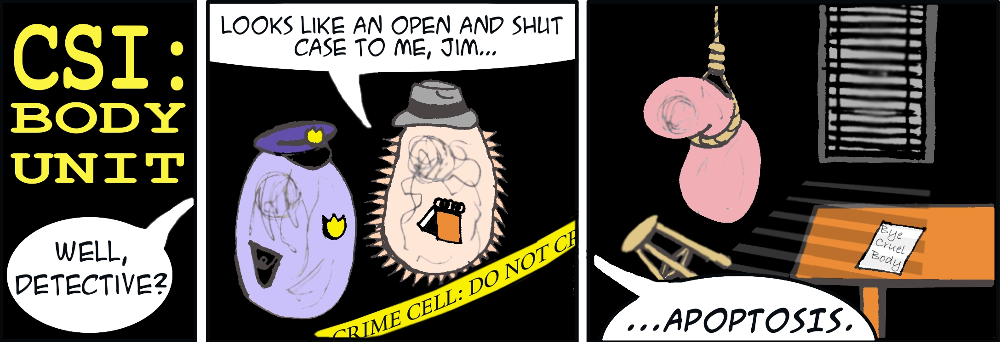 CSI:
BODY
UNIT
WELL,
DETECTIVE?
LOOKS LIKE AN OPEN AND SHUT
CASE TO ME, JIM...
CRIME CELL: DO NOT CR
Bye
Cruel
Body
...APOPTOSIS.